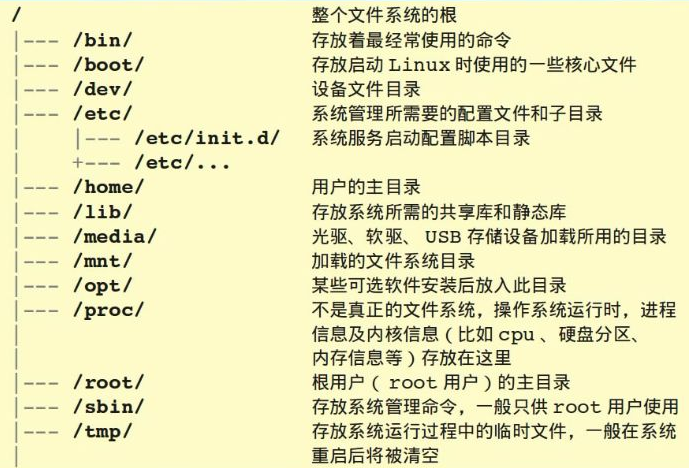 / 整个文件系统的根
|--- /bin/ 存放着最经常使用的命令
|--- /boot/ 存放启动 Linux 时使用的一些核心文件
|--- /dev/ 设备文件目录
|--- /etc/ 系统管理所需要的配置文件和子目录
| |--- /etc/init.d/ 系统服务启动配置脚本目录
| +--- /etc/...
|--- /home/ 用户的主目录
|--- /lib/ 存放系统所需的共享库和静态库
|--- /media/ 光驱、软驱、 USB 存储设备加载所用的目录
|--- /mnt/ 加载的文件系统目录
|--- /opt/ 某些可选软件安装后放入此目录
|--- /proc/ 不是真正的文件系统，操作系统运行时，进程
| 信息及内核信息 ( 比如 cpu 、硬盘分区、
| 内存信息等 ) 存放在这里
|--- /root/ 根用户 ( root 用户 ) 的主目录
|--- /sbin/ 存放系统管理命令，一般只供 root 用户使用
|--- /tmp/ 存放系统运行过程中的临时文件，一般在系统
| 重启后将被清空